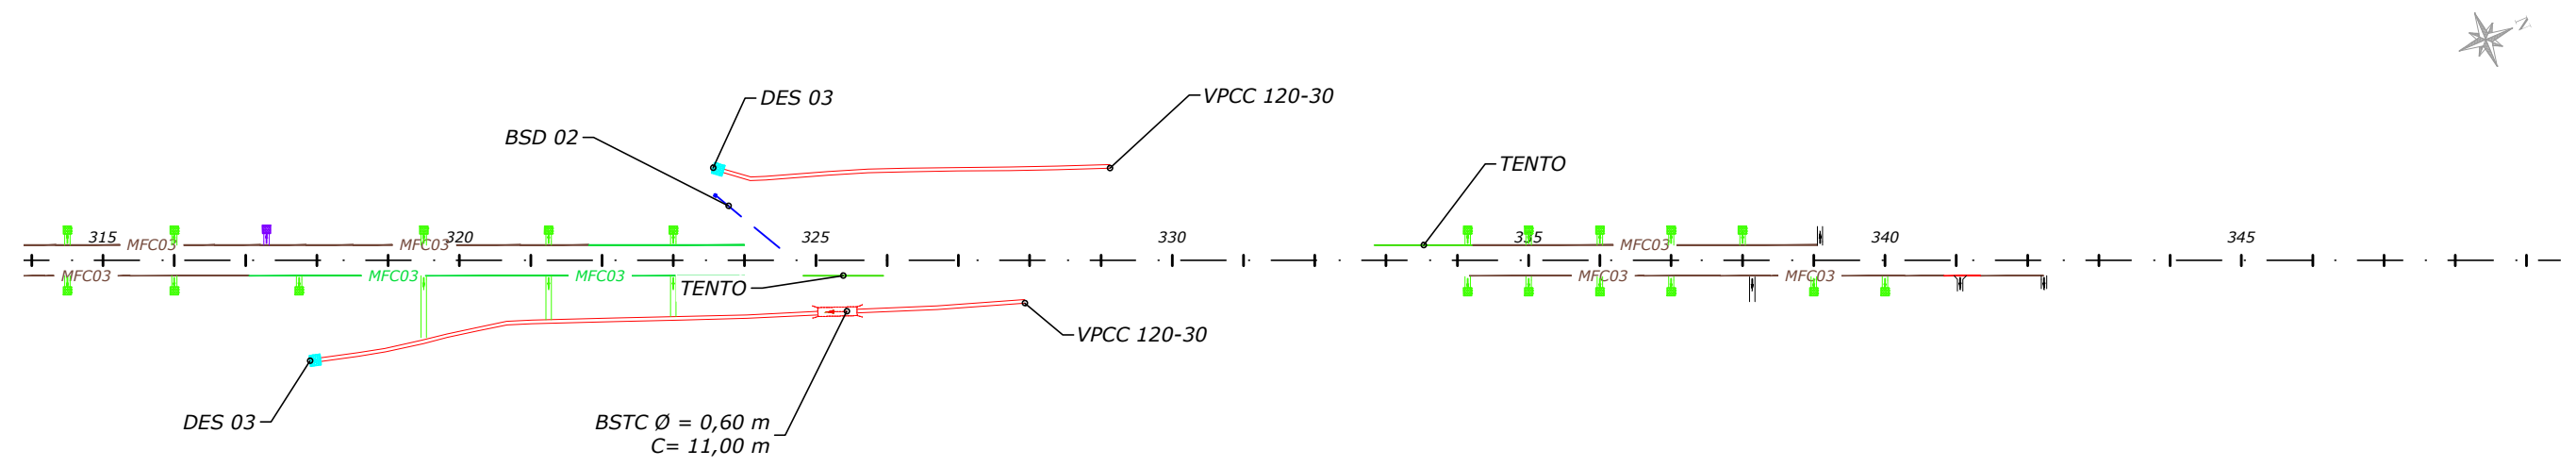 N
DES 03
VPCC 120-30
BSD 02
TENTO
315
MFC03
MFC03
320
325
330
335
MFC03
340
345
MFC03
MFC03
MFC03
TENTO
MFC03
MFC03
VPCC 120-30
DES 03
BSTC Ø = 0,60 m
C= 11,00 m